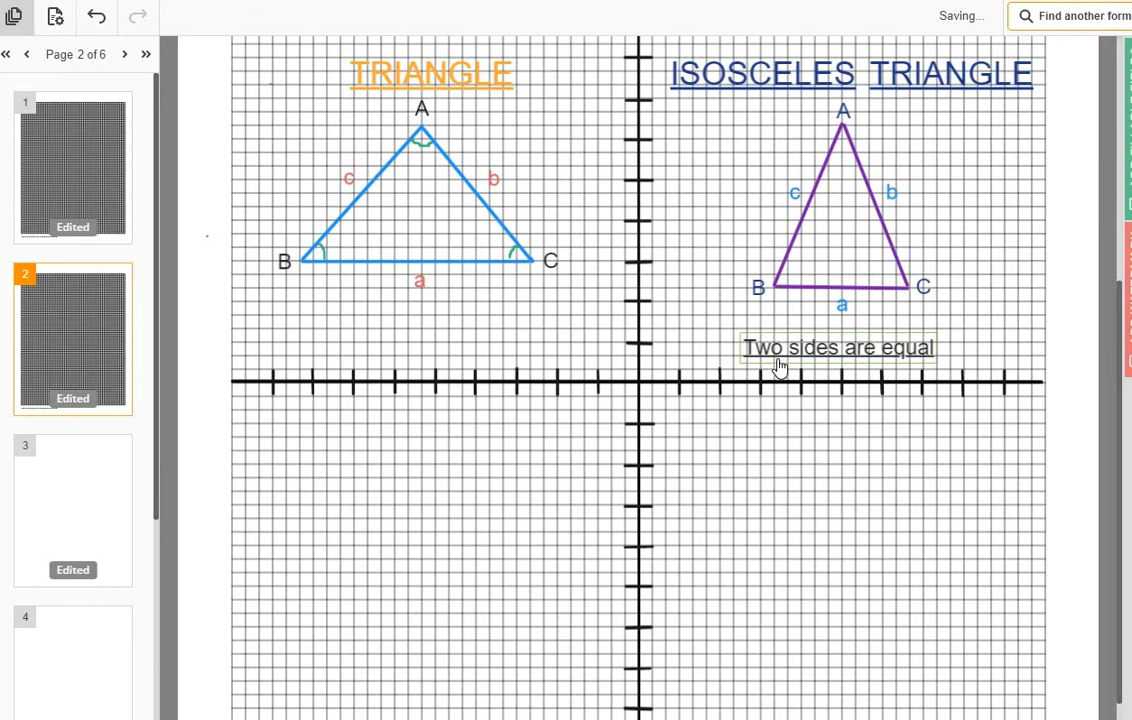 Saving...
Find another form
Page 2 of 6
1
Edited
2
Edited
3
Edited
4
TRIANGLE
A
c
b
B
C
a
ISOSCELES TRIANGLE
A
c
b
B
C
a
Two sides are equal